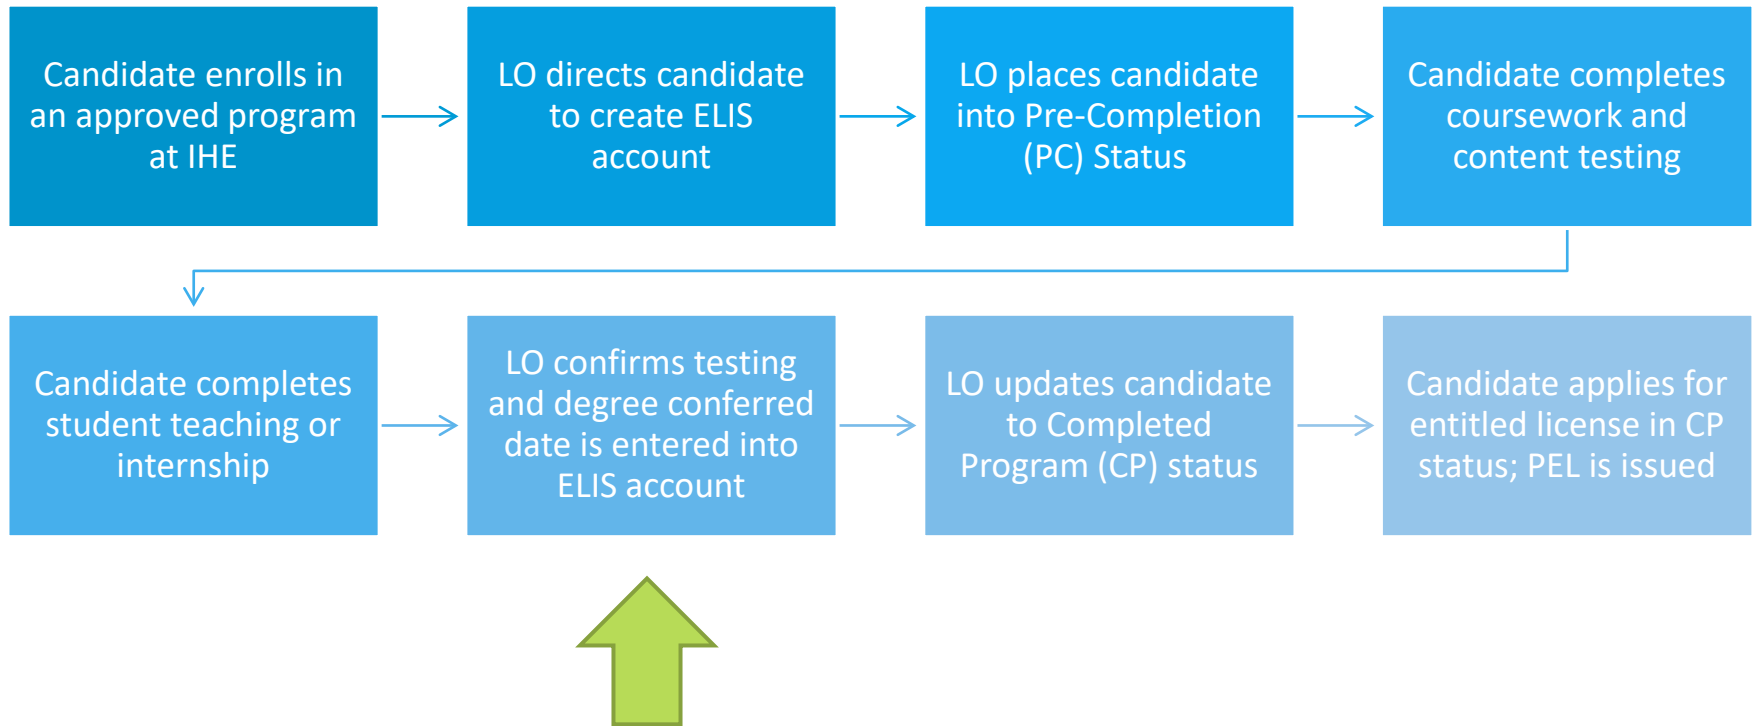 Candidate enrolls in
an approved program
at IHE
LO directs candidate
to create ELIS
account
LO places candidate
into Pre-Completion
(PC) Status
Candidate completes
coursework and
content testing
Candidate completes
student teaching or
internship
LO confirms testing
and degree conferred
date is entered into
ELIS account
LO updates candidate
to Completed
Program (CP) status
Candidate applies for
entitled license in CP
status; PEL is issued